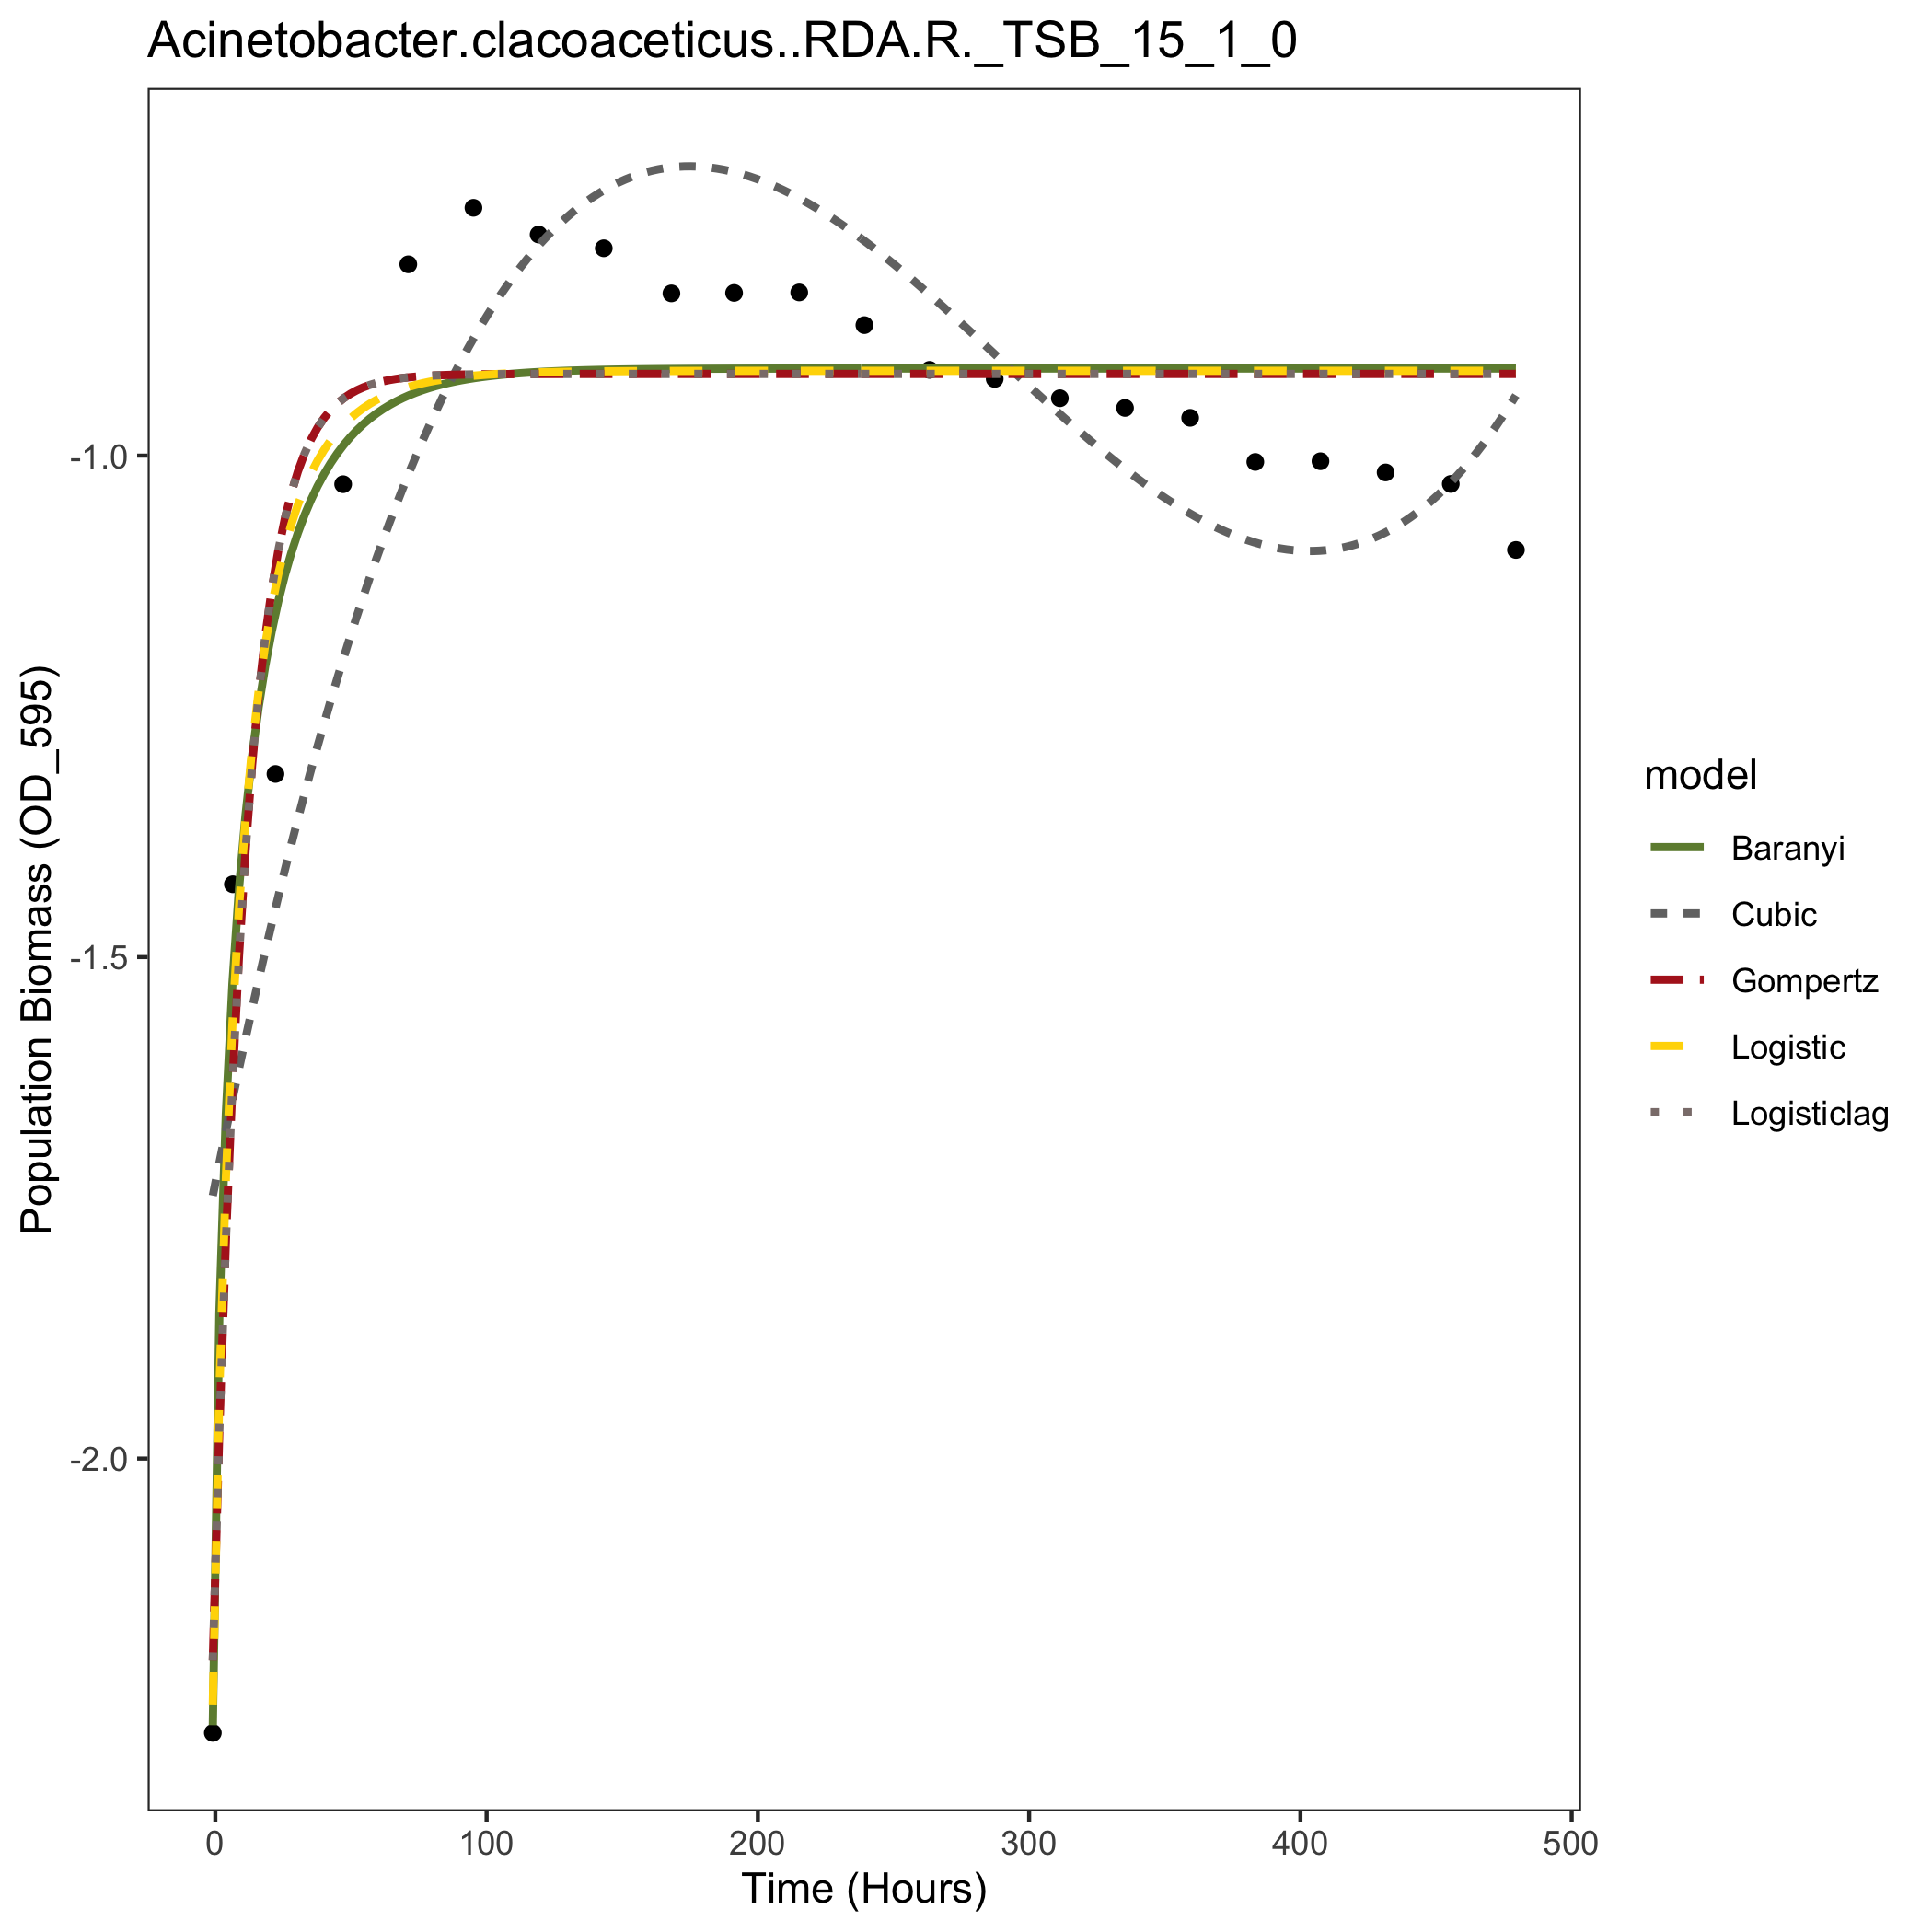 Acinetobacter.clacoaceticus..RDA.R._TSB_15_1_0
Population Biomass (OD_595)
-1.0
-1.5
-2.0
0 100 200 300 400 500
Time (Hours)
model
Baranyi
Cubic
Gompertz
Logistic
Logisticlag